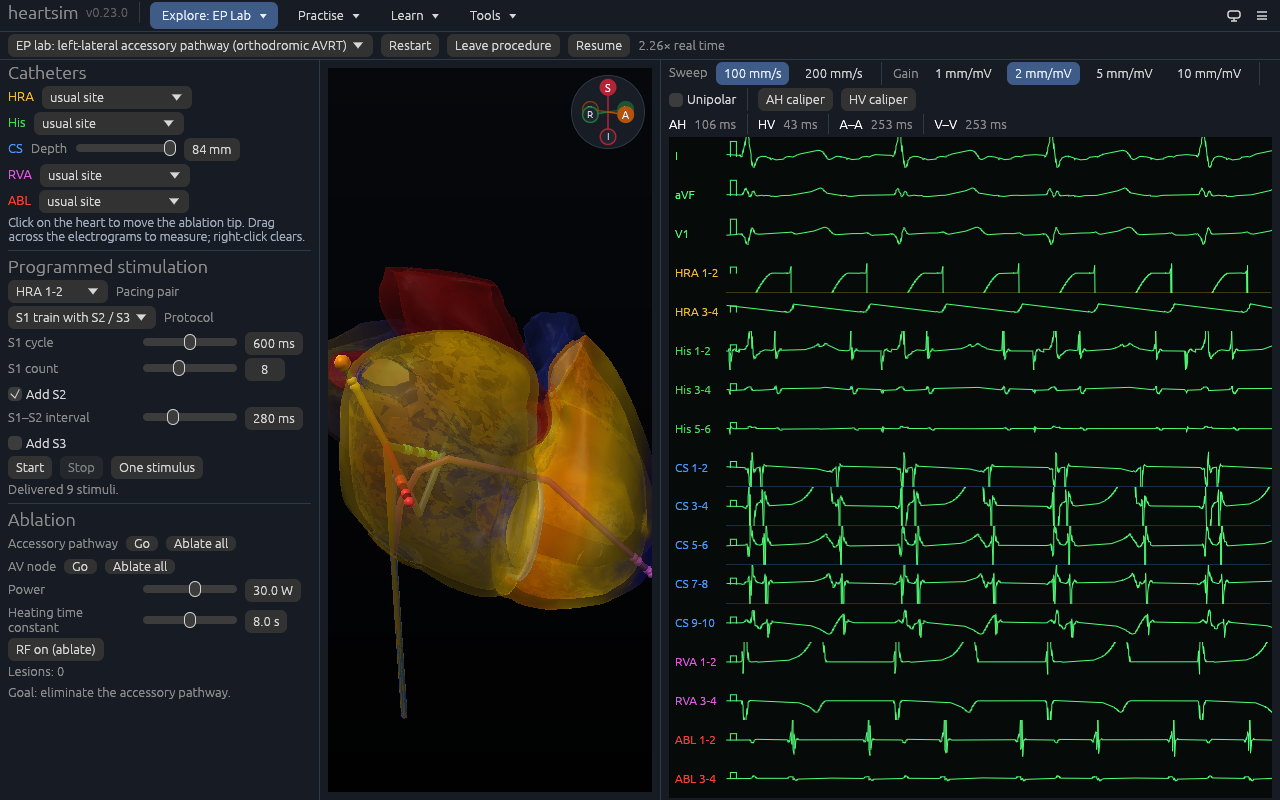 heartsim v0.23.0 Explore: EP Lab Practise Learn Tools
EP lab: left-lateral accessory pathway (orthodromic AVRT) Restart Leave procedure Resume 2.26× real time
Catheters
HRA usual site
His usual site
CS Depth 84 mm
RVA usual site
ABL usual site
Click on the heart to move the ablation tip. Drag
across the electrograms to measure; right-click clears.
Programmed stimulation
HRA 1-2 Pacing pair
S1 train with S2 / S3 Protocol
S1 cycle 600 ms
S1 count 8
Add S2
S1–S2 interval 280 ms
Add S3
Start Stop One stimulus
Delivered 9 stimuli.
Ablation
Accessory pathway Go Ablate all
AV node Go Ablate all
Power 30.0 W
Heating time
constant 8.0 s
RF on (ablate)
Lesions: 0
Goal: eliminate the accessory pathway.
S
R A
I
Sweep 100 mm/s 200 mm/s Gain 1 mm/mV 2 mm/mV 5 mm/mV 10 mm/mV
Unipolar AH caliper HV caliper
AH 106 ms HV 43 ms A–A 253 ms V–V 253 ms
I
aVF
V1
HRA 1-2
HRA 3-4
His 1-2
His 3-4
His 5-6
CS 1-2
CS 3-4
CS 5-6
CS 7-8
CS 9-10
RVA 1-2
RVA 3-4
ABL 1-2
ABL 3-4